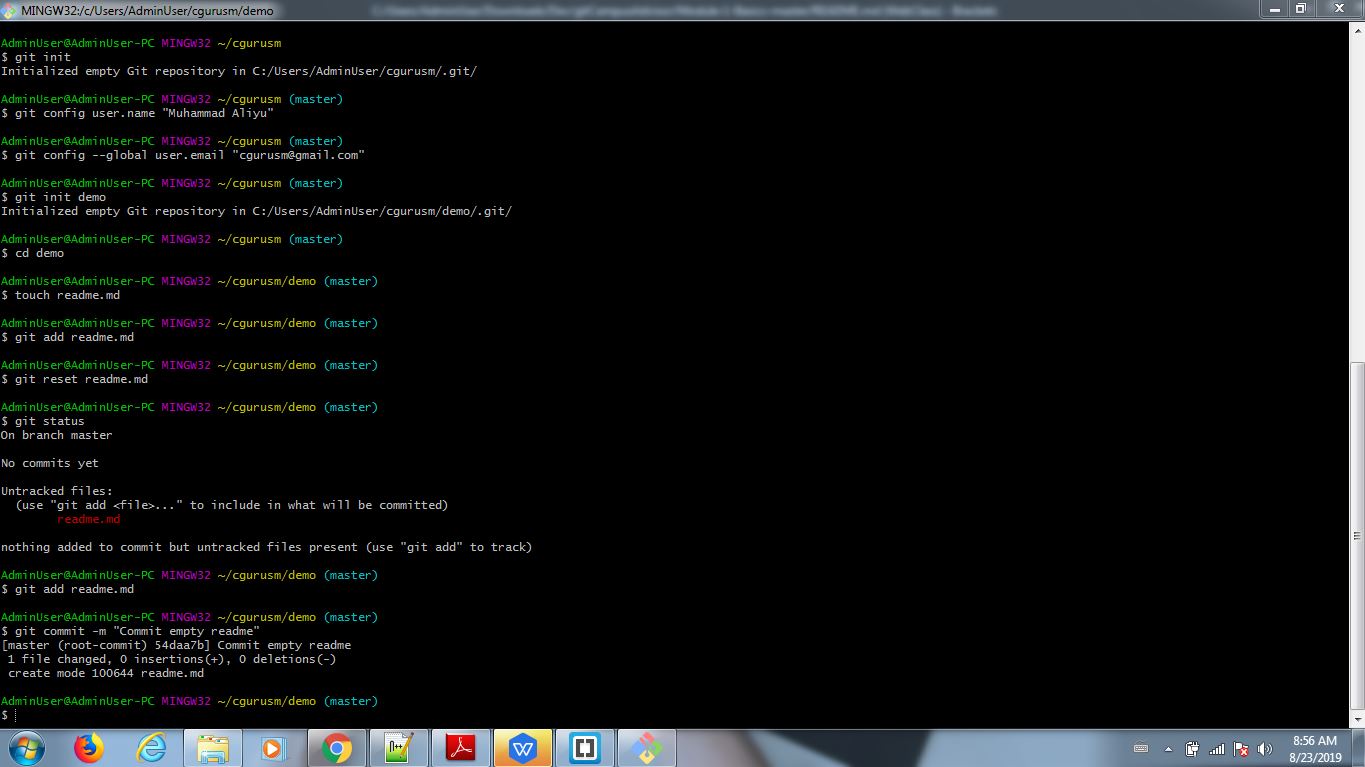 MINGW32:/c/Users/AdminUser/cgurusm/demo
AdminUser@AdminUser-PC MINGW32 ~/cgurusm
$ git init
Initialized empty Git repository in C:/Users/AdminUser/cgurusm/.git/
AdminUser@AdminUser-PC MINGW32 ~/cgurusm (master)
$ git config user.name "Muhammad Aliyu"
AdminUser@AdminUser-PC MINGW32 ~/cgurusm (master)
$ git config --global user.email "cgurusm@gmail.com"
AdminUser@AdminUser-PC MINGW32 ~/cgurusm (master)
$ git init demo
Initialized empty Git repository in C:/Users/AdminUser/cgurusm/demo/.git/
AdminUser@AdminUser-PC MINGW32 ~/cgurusm (master)
$ cd demo
AdminUser@AdminUser-PC MINGW32 ~/cgurusm/demo (master)
$ touch readme.md
AdminUser@AdminUser-PC MINGW32 ~/cgurusm/demo (master)
$ git add readme.md
AdminUser@AdminUser-PC MINGW32 ~/cgurusm/demo (master)
$ git reset readme.md
AdminUser@AdminUser-PC MINGW32 ~/cgurusm/demo (master)
$ git status
On branch master
No commits yet
Untracked files:
(use "git add <file>..." to include in what will be committed)
readme.md
nothing added to commit but untracked files present (use "git add" to track)
AdminUser@AdminUser-PC MINGW32 ~/cgurusm/demo (master)
$ git add readme.md
AdminUser@AdminUser-PC MINGW32 ~/cgurusm/demo (master)
$ git commit -m "Commit empty readme"
[master (root-commit) 54daa7b] Commit empty readme
1 file changed, 0 insertions(+), 0 deletions(-)
create mode 100644 readme.md
AdminUser@AdminUser-PC MINGW32 ~/cgurusm/demo (master)
$
8:56 AM
8/23/2019